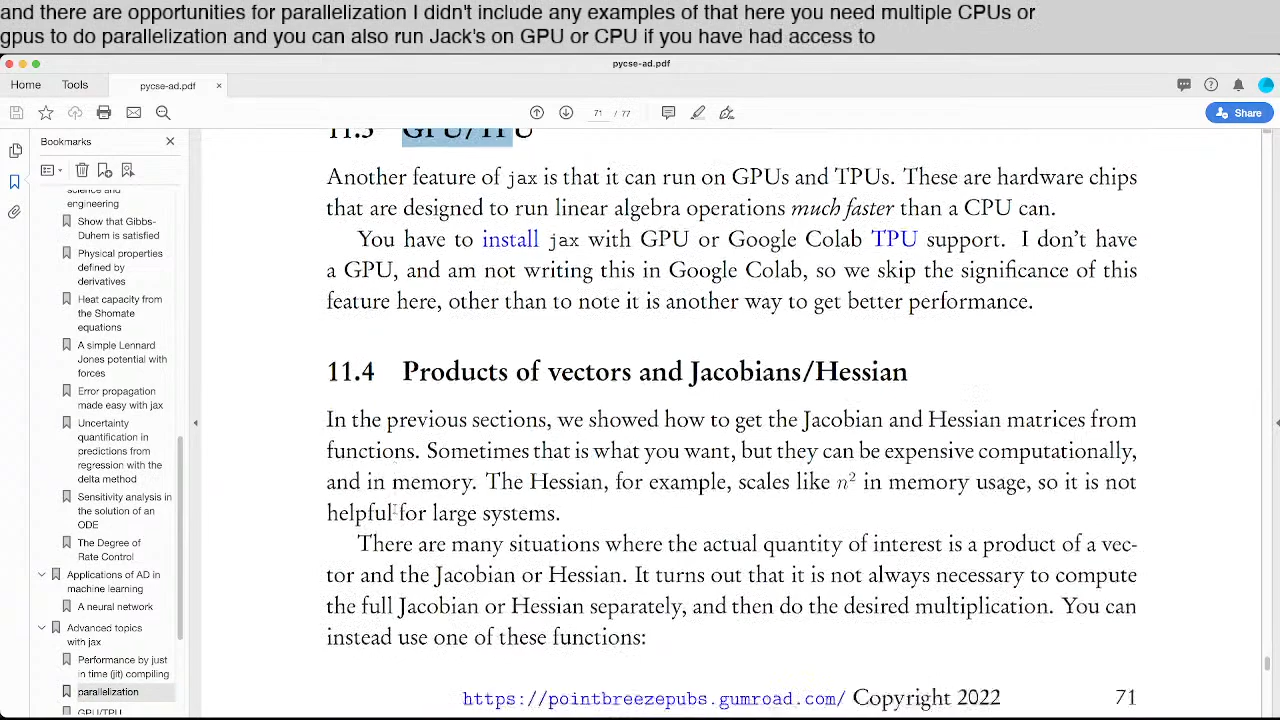 and there are opportunities for parallelization I didn't include any examples of that here you need multiple CPUs or
gpus to do parallelization and you can also run Jack's on GPU or CPU if you have had access to
pycse-ad.pdf
Home
Tools
pycse-ad.pdf ×
71 / 77
Share
Bookmarks
science and
engineering
Show that Gibbs-
Duhem is satisfied
Physical properties
defined by
derivatives
Heat capacity from
the Shomate
equations
A simple Lennard
Jones potential with
forces
Error propagation
made easy with jax
Uncertainty
quantification in
predictions from
regression with the
delta method
Sensitivity analysis in
the solution of an
ODE
The Degree of
Rate Control
Applications of AD in
machine learning
A neural network
Advanced topics
with jax
Performance by just
in time (jit) compiling
parallelization
GPU/TPU
11.3 GPU/TPU
Another feature of jax is that it can run on GPUs and TPUs. These are hardware chips
that are designed to run linear algebra operations much faster than a CPU can.
You have to install jax with GPU or Google Colab TPU support. I don't have
a GPU, and am not writing this in Google Colab, so we skip the significance of this
feature here, other than to note it is another way to get better performance.
11.4 Products of vectors and Jacobians/Hessian
In the previous sections, we showed how to get the Jacobian and Hessian matrices from
functions. Sometimes that is what you want, but they can be expensive computationally,
and in memory. The Hessian, for example, scales like n² in memory usage, so it is not
helpful for large systems.
There are many situations where the actual quantity of interest is a product of a vec-
tor and the Jacobian or Hessian. It turns out that it is not always necessary to compute
the full Jacobian or Hessian separately, and then do the desired multiplication. You can
instead use one of these functions:
https://pointbreezepubs.gumroad.com/ Copyright 2022 71